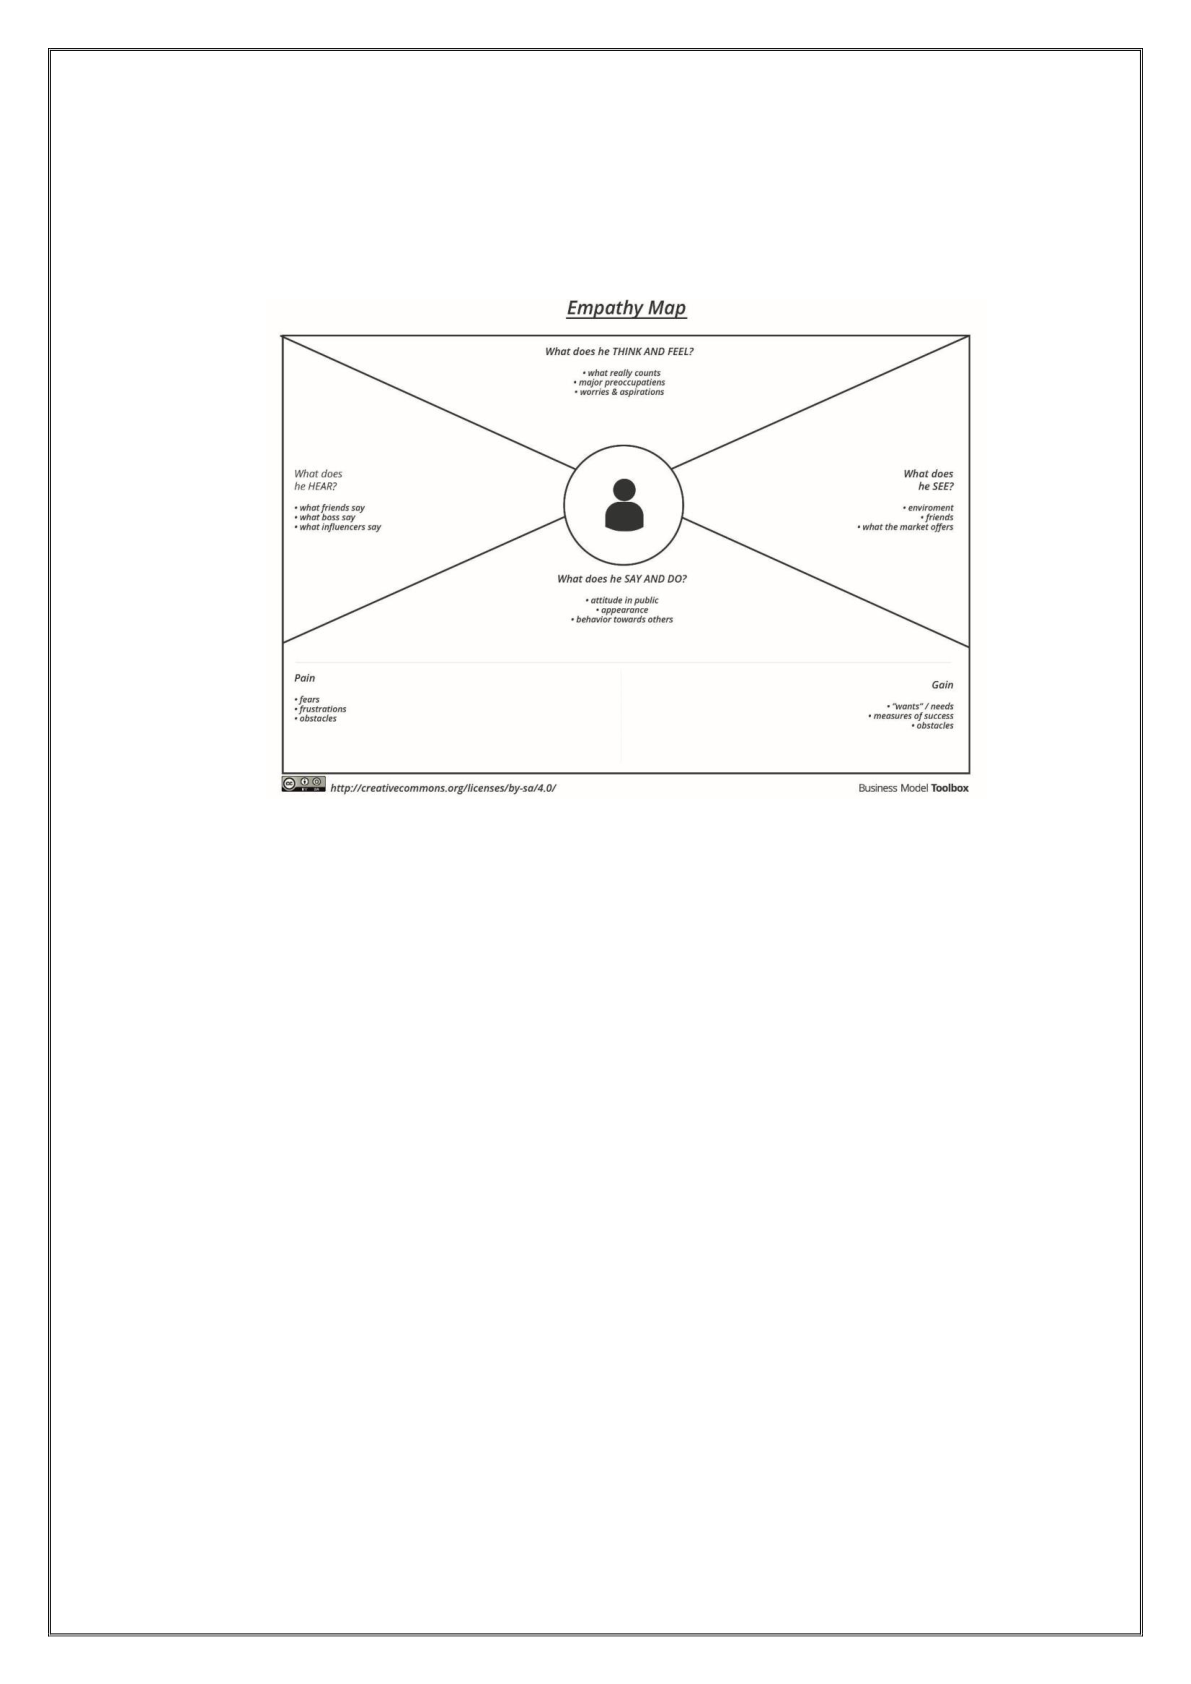 Empathy Map
What does he THINK AND FEEL?
• what really counts
• major preoccupatiens
• worries & aspirations
What does
he HEAR?
• what friends say
• what boss say
• what influencers say
What does
he SEE?
• enviroment
• friends
• what the market offers
What does he SAY AND DO?
• attitude in public
• appearance
• behavior towards others
Pain
• fears
• frustrations
• obstacles
Gain
• "wants" / needs
• measures of success
• obstacles
http://creativecommons.org/licenses/by-sa/4.0/
Business Model Toolbox